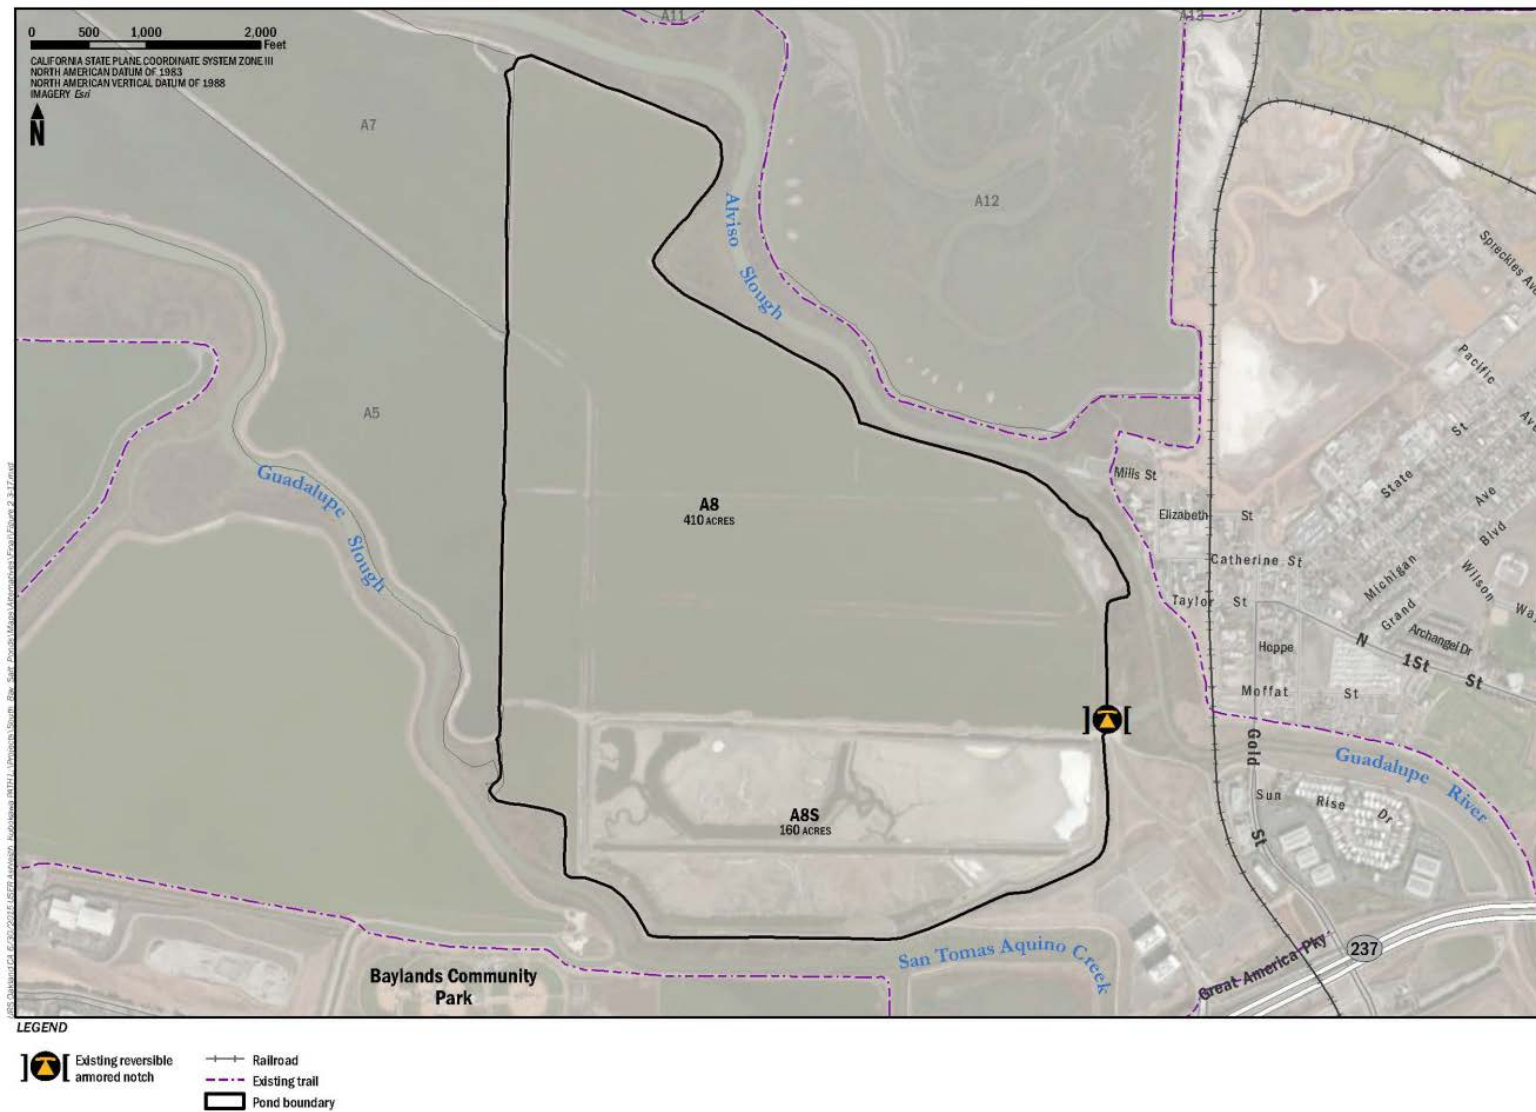 0 500 1,000 2,000
Feet
CALIFORNIA STATE PLANE COORDINATE SYSTEM ZONE III
NORTH AMERICAN DATUM OF 1983
NORTH AMERICAN VERTICAL DATUM OF 1988
IMAGERY Esri
N
A11
A13
A7
A12
Alviso
Slough
Spreckles Ave
Pacific
Ave
A5
St
State
Ave
Blvd
Mills St
Guadalupe
Slough
A8
410 ACRES
Elizabeth St
Catherine St
Michigan
Wilson
Taylor St
Grand
Archangel Dr
Hoppe
N 1St St
Moffat St
] [
Gold
St
Guadalupe
River
Sun Rise Dr
A8S
160 ACRES
San Tomas Aquino Creek
237
Great America Pky
Baylands Community
Park
LEGEND
] [ Existing reversible
armored notch
Railroad
Existing trail
Pond boundary